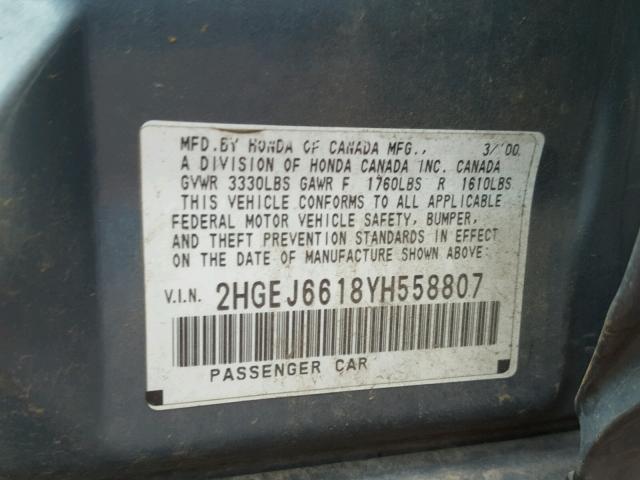 MFD.BY HONDA OF CANADA MFG., 3/00
A DIVISION OF HONDA CANADA INC. CANADA
GVWR 3330LBS GAWR F 1760LBS R 1610LBS
THIS VEHICLE CONFORMS TO ALL APPLICABLE
FEDERAL MOTOR VEHICLE SAFETY, BUMPER,
AND THEFT PREVENTION STANDARDS IN EFFECT
ON THE DATE OF MANUFACTURE SHOWN ABOVE:
V.I.N. 2HGEJ6618YH558807
PASSENGER CAR